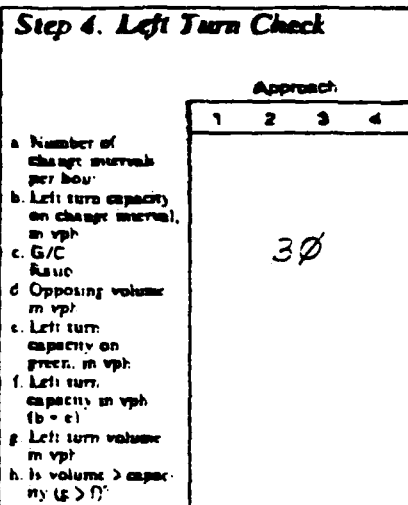 Step 4. Left Turn Check
Approach
1 2 3 4
a Number of
change intervals
per hour
b. Left turn capacity
on change interval,
in vph
c. G/C
Ratio
d Opposing volume
in vph
e. Left turn
capacity on
green, in vph
f. Left turn
capacity in vph
(b + e)
g. Left turn volume
in vph
h. Is volume > capac-
ity (g > f)?
3Ø